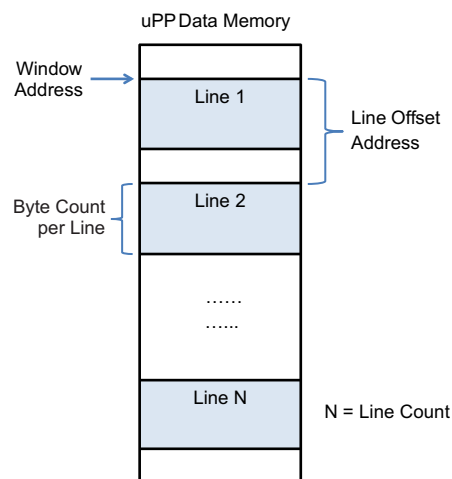 uPP Data Memory
Window
Address
Line 1
Line Offset
Address
Line 2
Byte Count
per Line
……
…...
Line N
N = Line Count